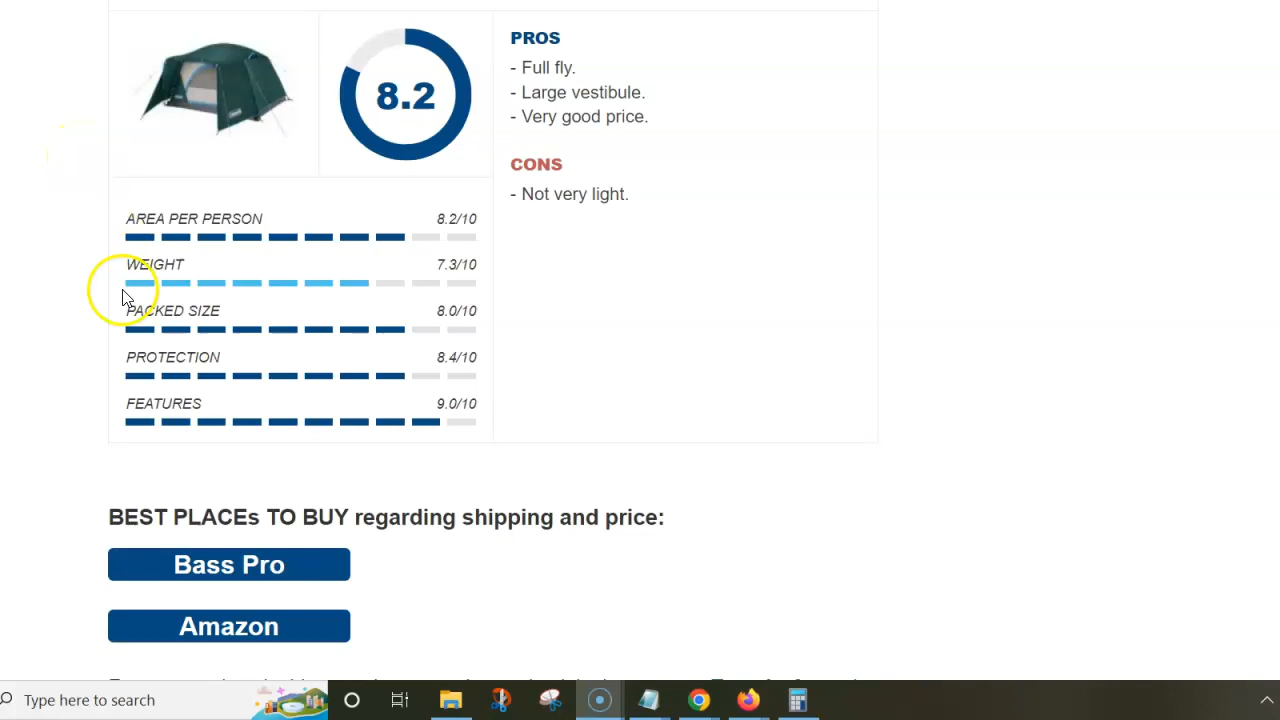 8.2
PROS
- Full fly.
- Large vestibule.
- Very good price.
CONS
- Not very light.
AREA PER PERSON 8.2/10
WEIGHT 7.3/10
PACKED SIZE 8.0/10
PROTECTION 8.4/10
FEATURES 9.0/10
BEST PLACEs TO BUY regarding shipping and price:
Bass Pro
Amazon
Type here to search